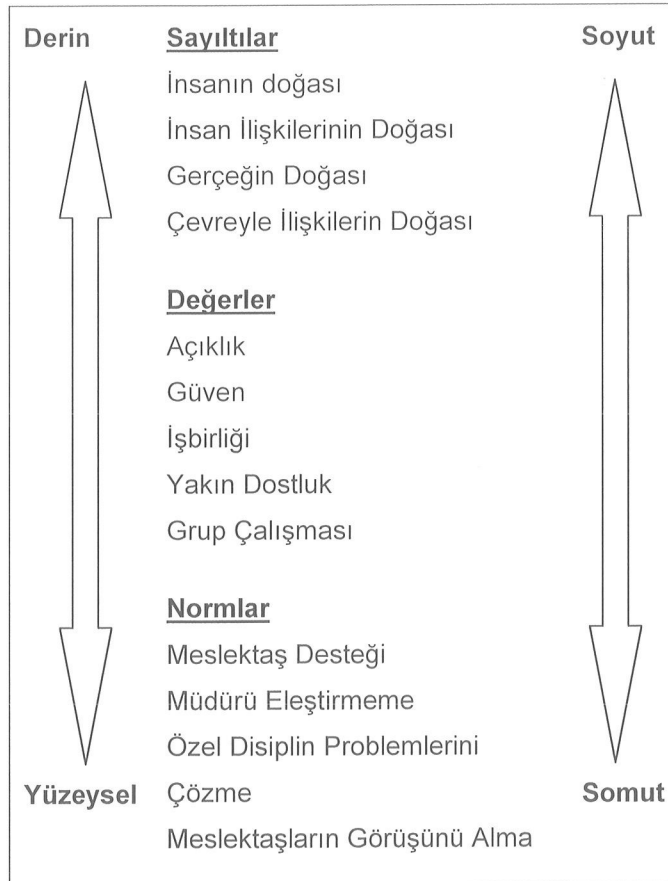 Derin Sayıltılar Soyut
İnsanın doğası
İnsan İlişkilerinin Doğası
Gerçeğin Doğası
Çevreyle İlişkilerin Doğası
Değerler
Açıklık
Güven
İşbirliği
Yakın Dostluk
Grup Çalışması
Normlar
Meslektaş Desteği
Müdürü Eleştirmeme
Özel Disiplin Problemlerini
Yüzeysel Çözme Somut
Meslektaşların Görüşünü Alma